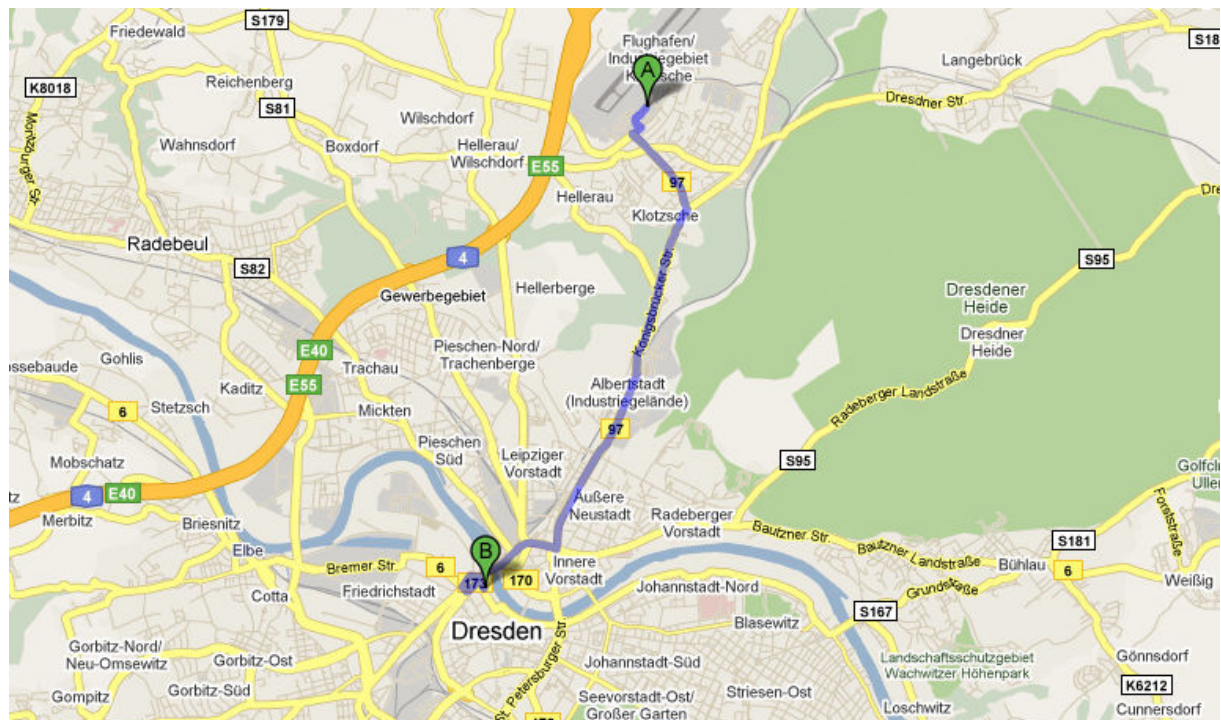 S179
Friedewald
Flughafen/
Industriegebiet
A
Langebrück
K8018
Reichenberg
S81
Dresdner Str.
Moritzburger Str.
Wilschdorf
Wahnsdorf
Boxdorf
Hellerau/
Wilschdorf
E55
97
Hellerau
Klotzsche
Radebeul
S82
4
Königsbrücker Str.
S95
Gewerbegebiet
Hellerberge
Dresdener
Heide
Dresdner
Heide
E40
Gohlis
Pieschen-Nord/
Trachenberge
Trachau
E55
Kaditz
Albertstadt
(Industriegelände)
Radeberger Landstraße
6
Stetzsch
Mickten
97
Pieschen
Süd
Leipziger
Vorstadt
S95
Mobschatz
4
E40
Merbitz
Briesnitz
Äußere
Neustadt
Radeberger
Vorstadt
Bautzner Str.
Forststraße
Elbe
B
Bautzner Landstraße
S181
Bremer Str.
6
173
170
Innere
Vorstadt
Bühlau
6
Weißig
Cotta
Friedrichstadt
Johannstadt-Nord
Grundstraße
S167
Dresden
Blasewitz
Gorbitz-Nord/
Neu-Omsewitz
Gorbitz-Ost
St. Petersburger Str.
Johannstadt-Süd
Landschaftsschutzgebiet
Wachwitzer Höhenpark
Gönnsdorf
Gompitz
Gorbitz-Süd
Seevorstadt-Ost/
Großer Garten
Striesen-Ost
Loschwitz
K6212
Cunnersdorf